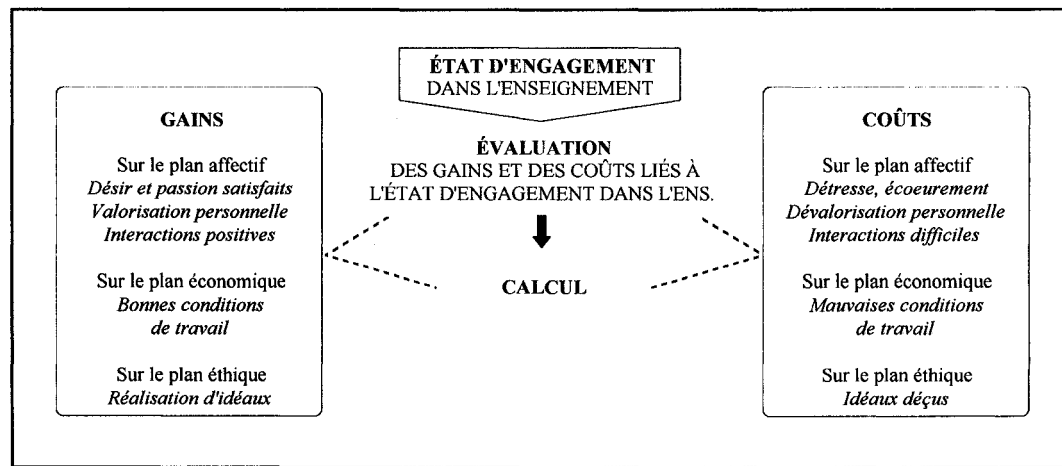 ÉTAT D'ENGAGEMENT
DANS L'ENSEIGNEMENT
GAINS
Sur le plan affectif
Désir et passion satisfaits
Valorisation personnelle
Interactions positives
Sur le plan économique
Bonnes conditions
de travail
Sur le plan éthique
Réalisation d'idéaux
ÉVALUATION
DES GAINS ET DES COÛTS LIÉS À
L'ÉTAT D'ENGAGEMENT DANS L'ENS.
CALCUL
COÛTS
Sur le plan affectif
Détresse, écoeurement
Dévalorisation personnelle
Interactions difficiles
Sur le plan économique
Mauvaises conditions
de travail
Sur le plan éthique
Idéaux déçus